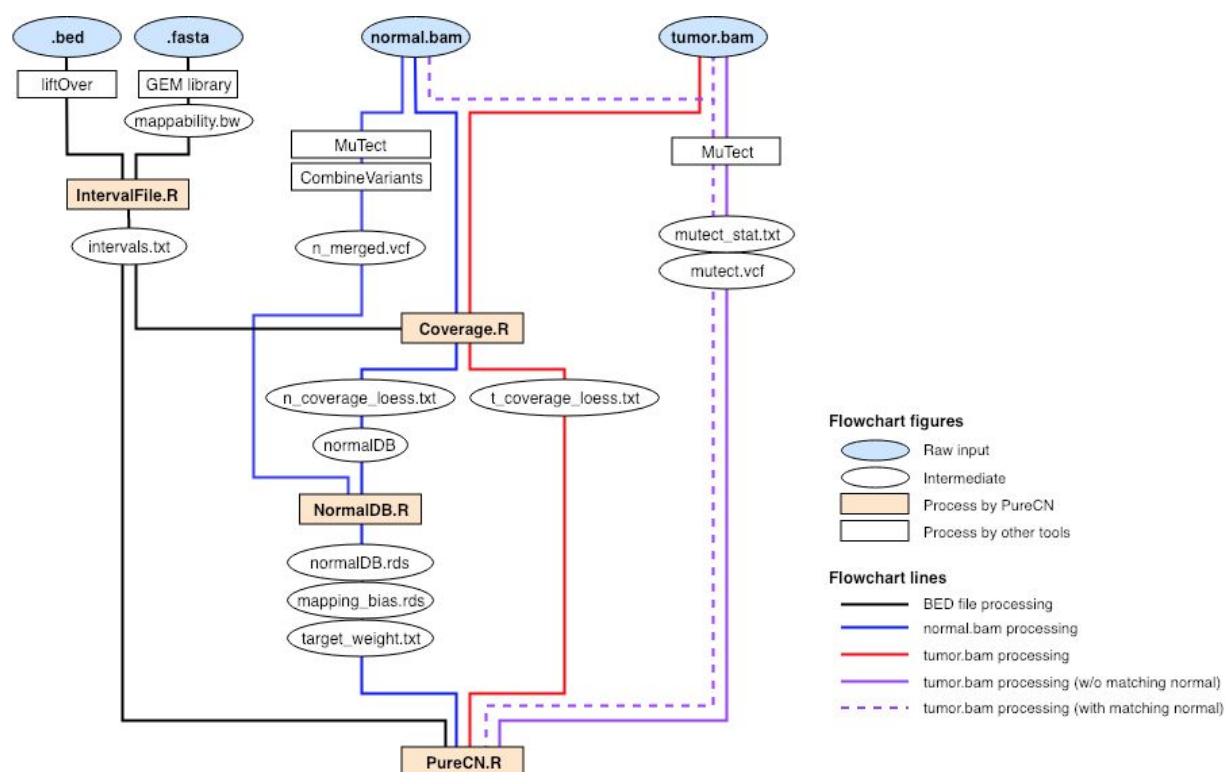 .bed
.fasta
normal.bam
tumor.bam
liftOver
GEM library
mappability.bw
MuTect
CombineVariants
MuTect
IntervalFile.R
intervals.txt
n_merged.vcf
mutect_stat.txt
mutect.vcf
Coverage.R
n_coverage_loess.txt
t_coverage_loess.txt
normalDB
NormalDB.R
normalDB.rds
mapping_bias.rds
target_weight.txt
PureCN.R
Flowchart figures
Raw input
Intermediate
Process by PureCN
Process by other tools
Flowchart lines
BED file processing
normal.bam processing
tumor.bam processing
tumor.bam processing (w/o matching normal)
tumor.bam processing (with matching normal)